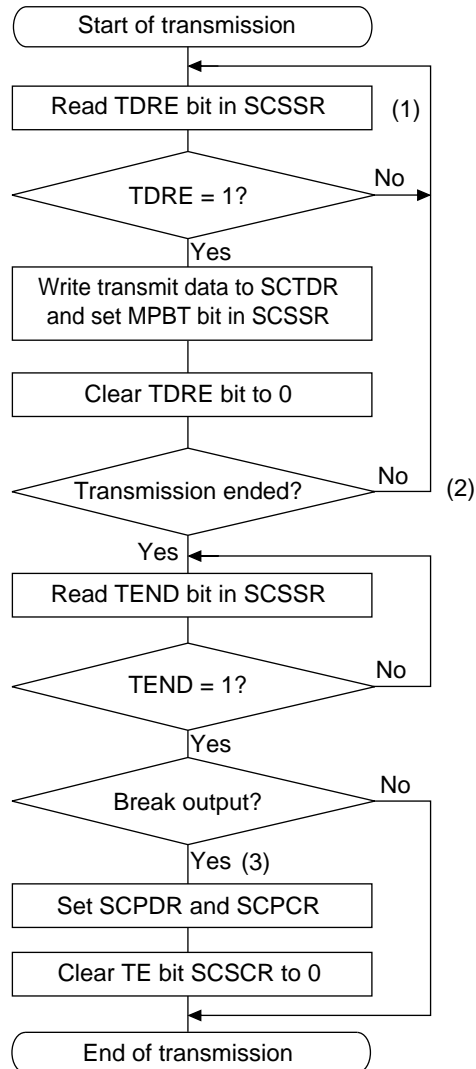 Start of transmission
Read TDRE bit in SCSSR
(1)
TDRE = 1?
No
Yes
Write transmit data to SCTDR
and set MPBT bit in SCSSR
Clear TDRE bit to 0
Transmission ended?
No
(2)
Yes
Read TEND bit in SCSSR
TEND = 1?
No
Yes
Break output?
No
Yes (3)
Set SCPDR and SCPCR
Clear TE bit SCSCR to 0
End of transmission